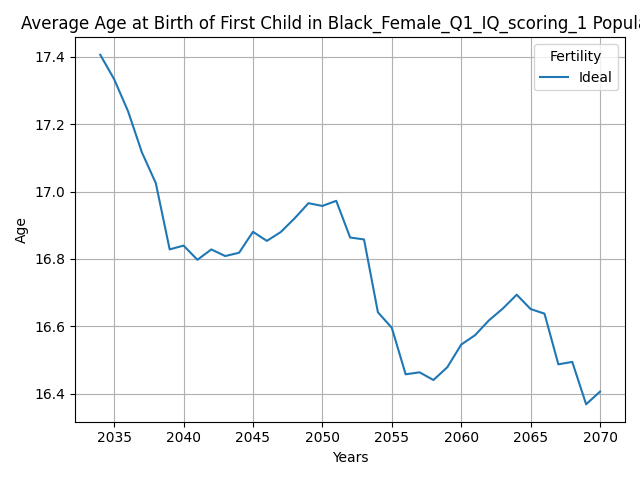 Average Age at Birth of First Child in Black_Female_Q1_IQ_scoring_1 Popula
Fertility
Ideal
17.4
17.2
17.0
16.8
16.6
16.4
Age
2035 2040 2045 2050 2055 2060 2065 2070
Years